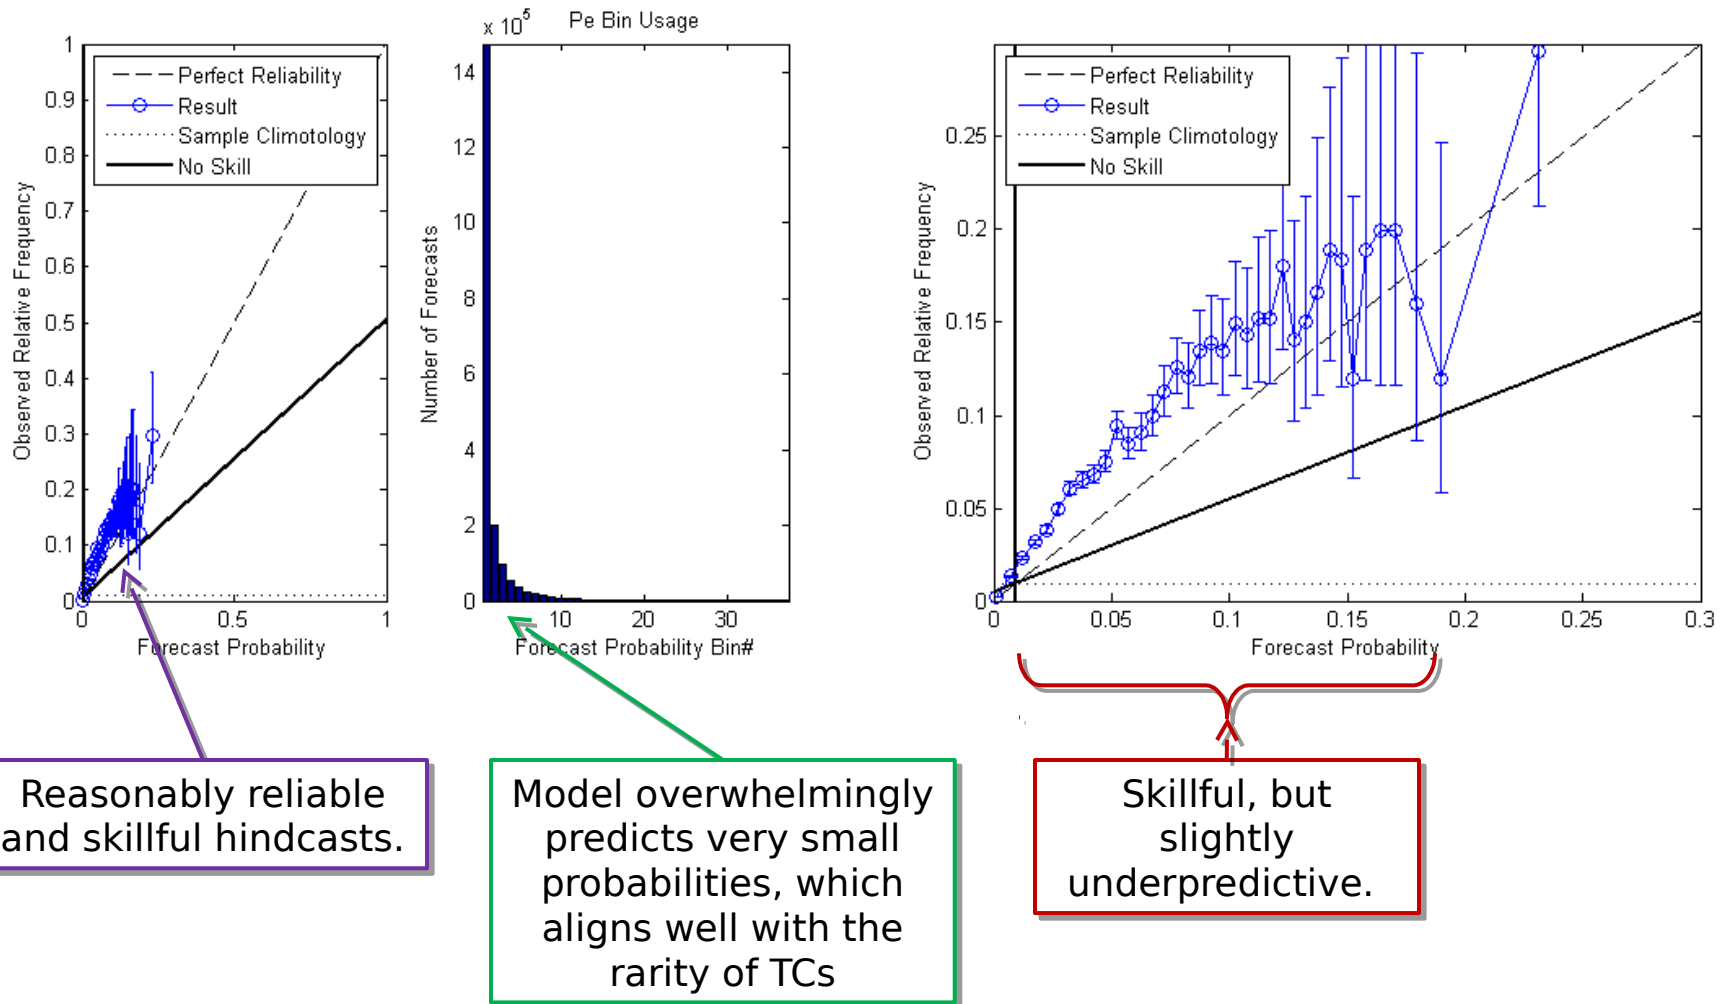 Perfect Reliability
Result
Sample Climotology
No Skill
1
0.9
0.8
0.7
0.6
0.5
0.4
0.3
0.2
0.1
0
0
0.5
1
Observed Relative Frequency
Forecast Probability
x 10^5
Pe Bin Usage
14
12
10
8
6
4
2
0
10
20
30
Number of Forecasts
Forecast Probability Bin#
Perfect Reliability
Result
Sample Climotology
No Skill
0.25
0.2
0.15
0.1
0.05
0
0
0.05
0.1
0.15
0.2
0.25
0.3
Observed Relative Frequency
Forecast Probability
Reasonably reliable
and skillful hindcasts.
Model overwhelmingly
predicts very small
probabilities, which
aligns well with the
rarity of TCs
Skillful, but
slightly
underpredictive.